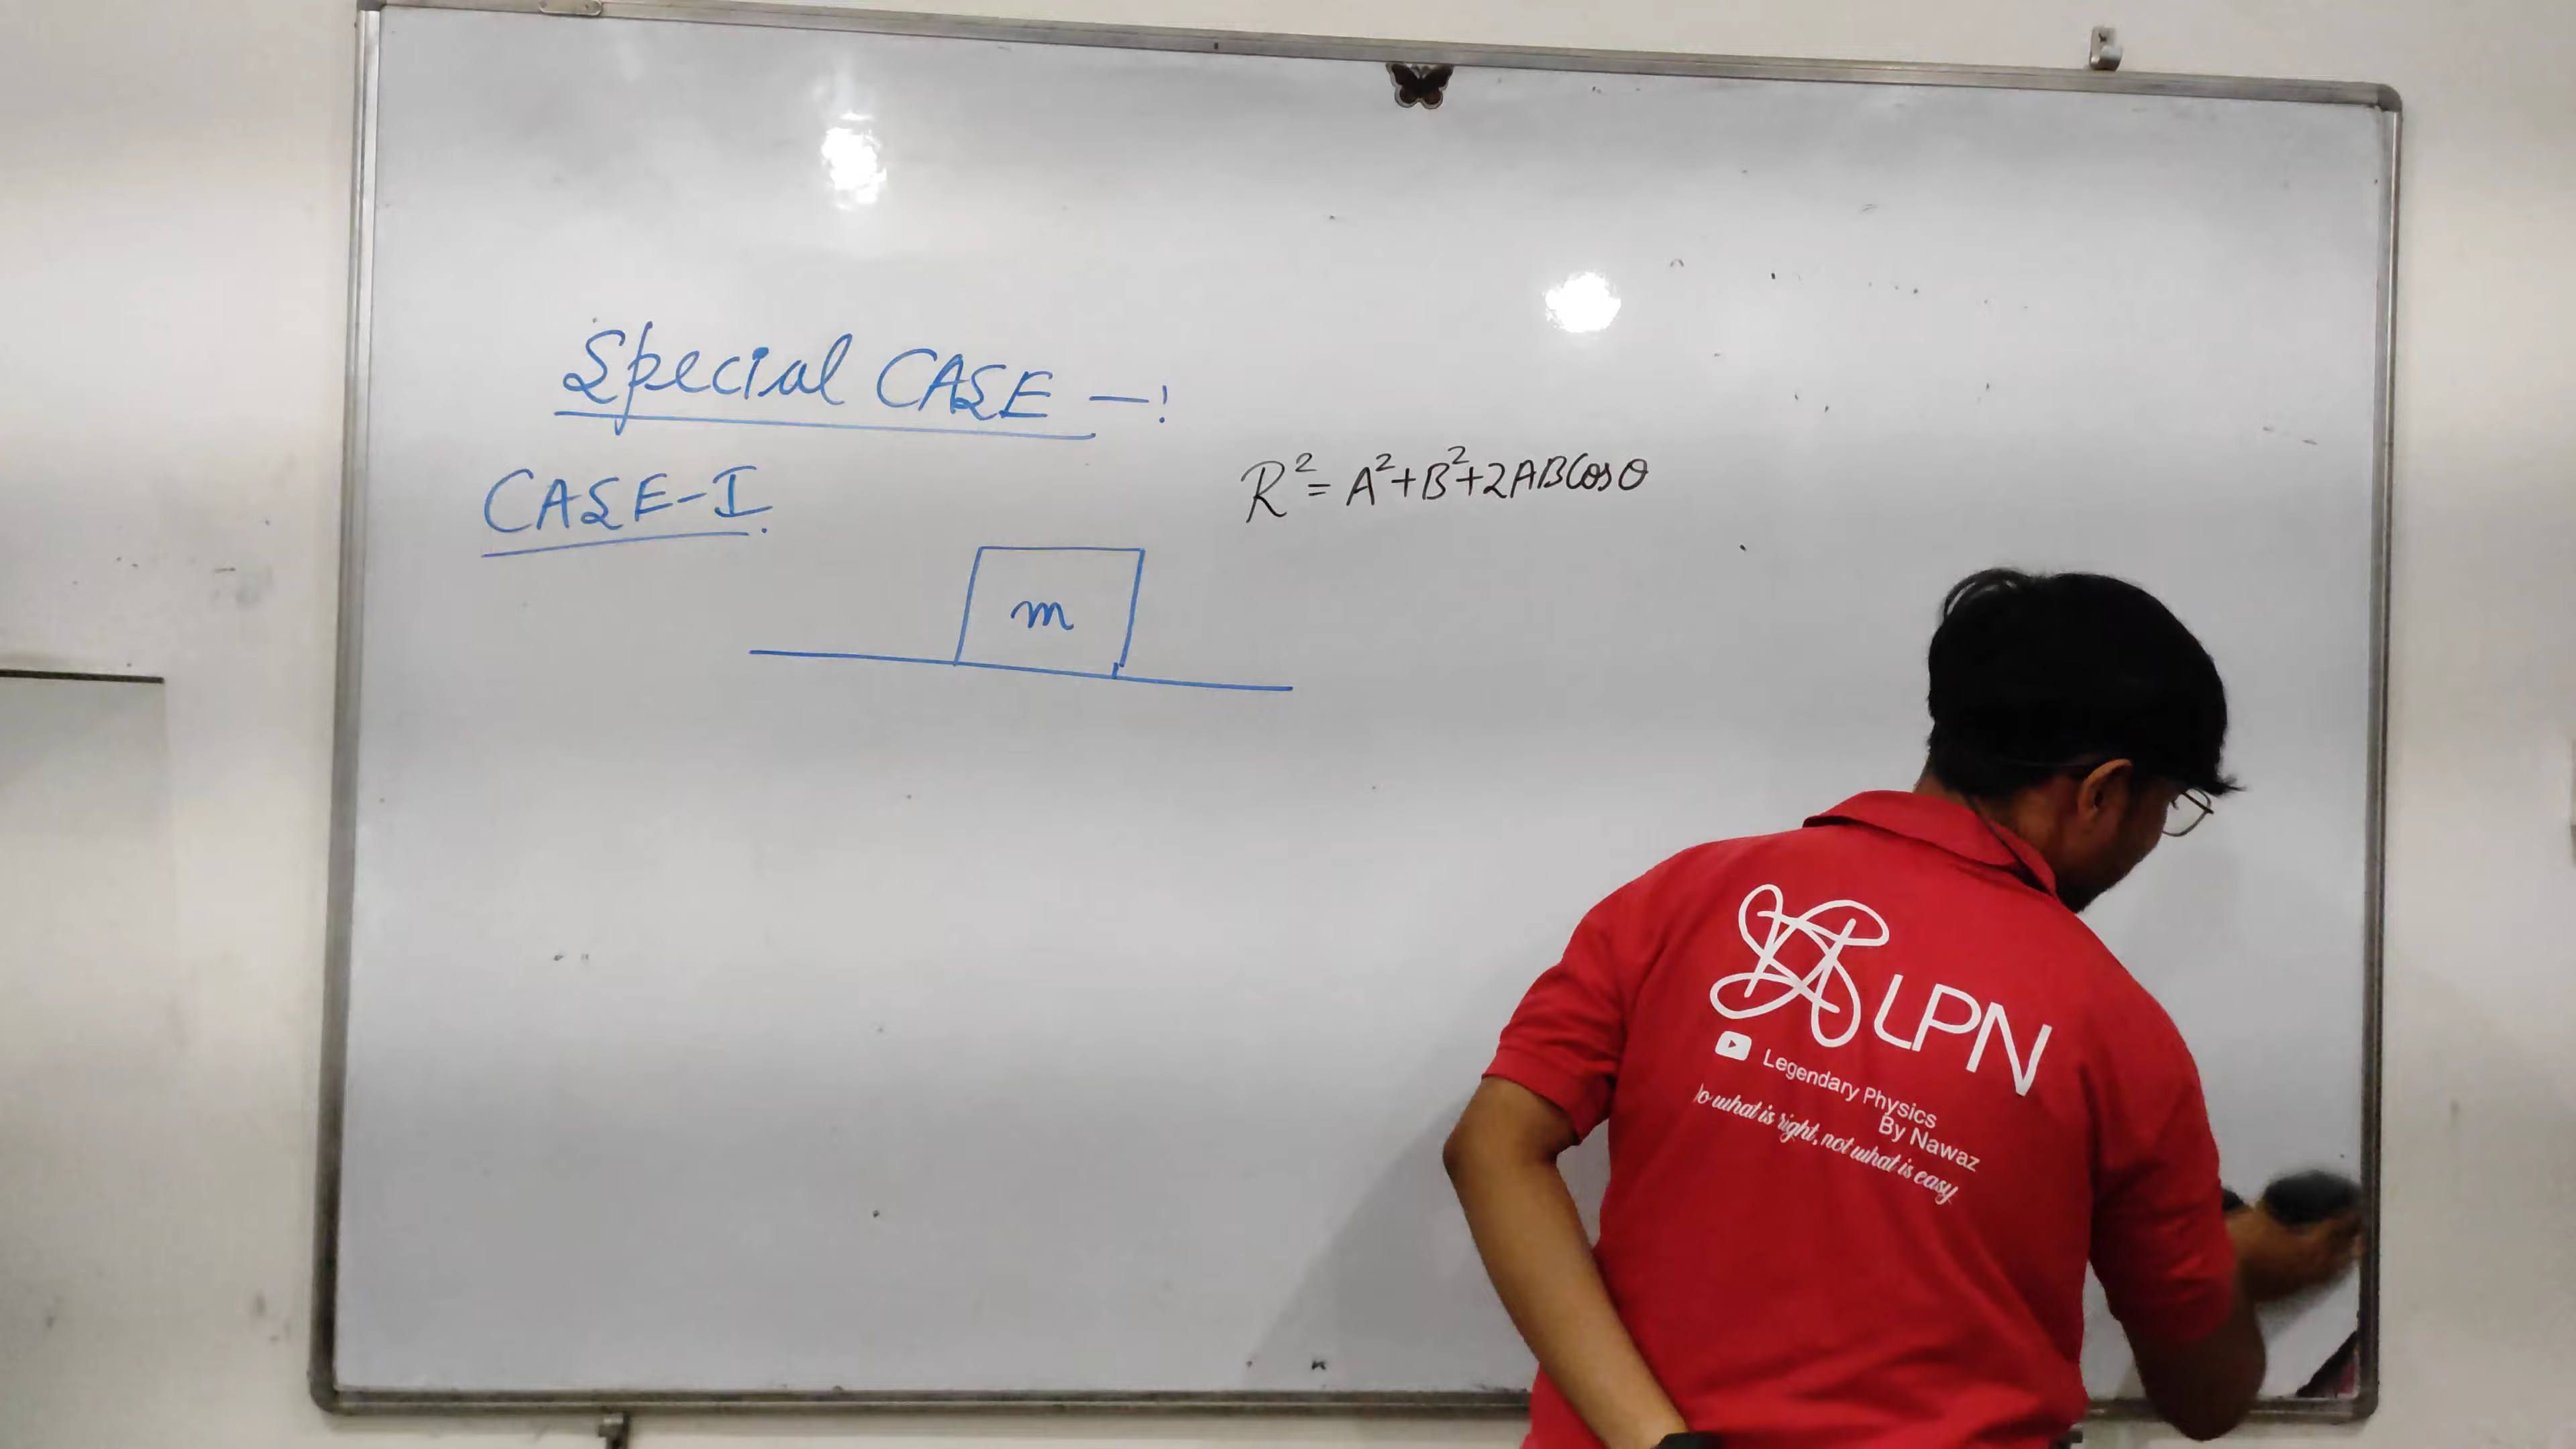 Special CASE -:
CASE-I.
R²= A²+B²+2ABCosθ
m
LPN
Legendary Physics
By Nawaz
o what is right, not what is easy